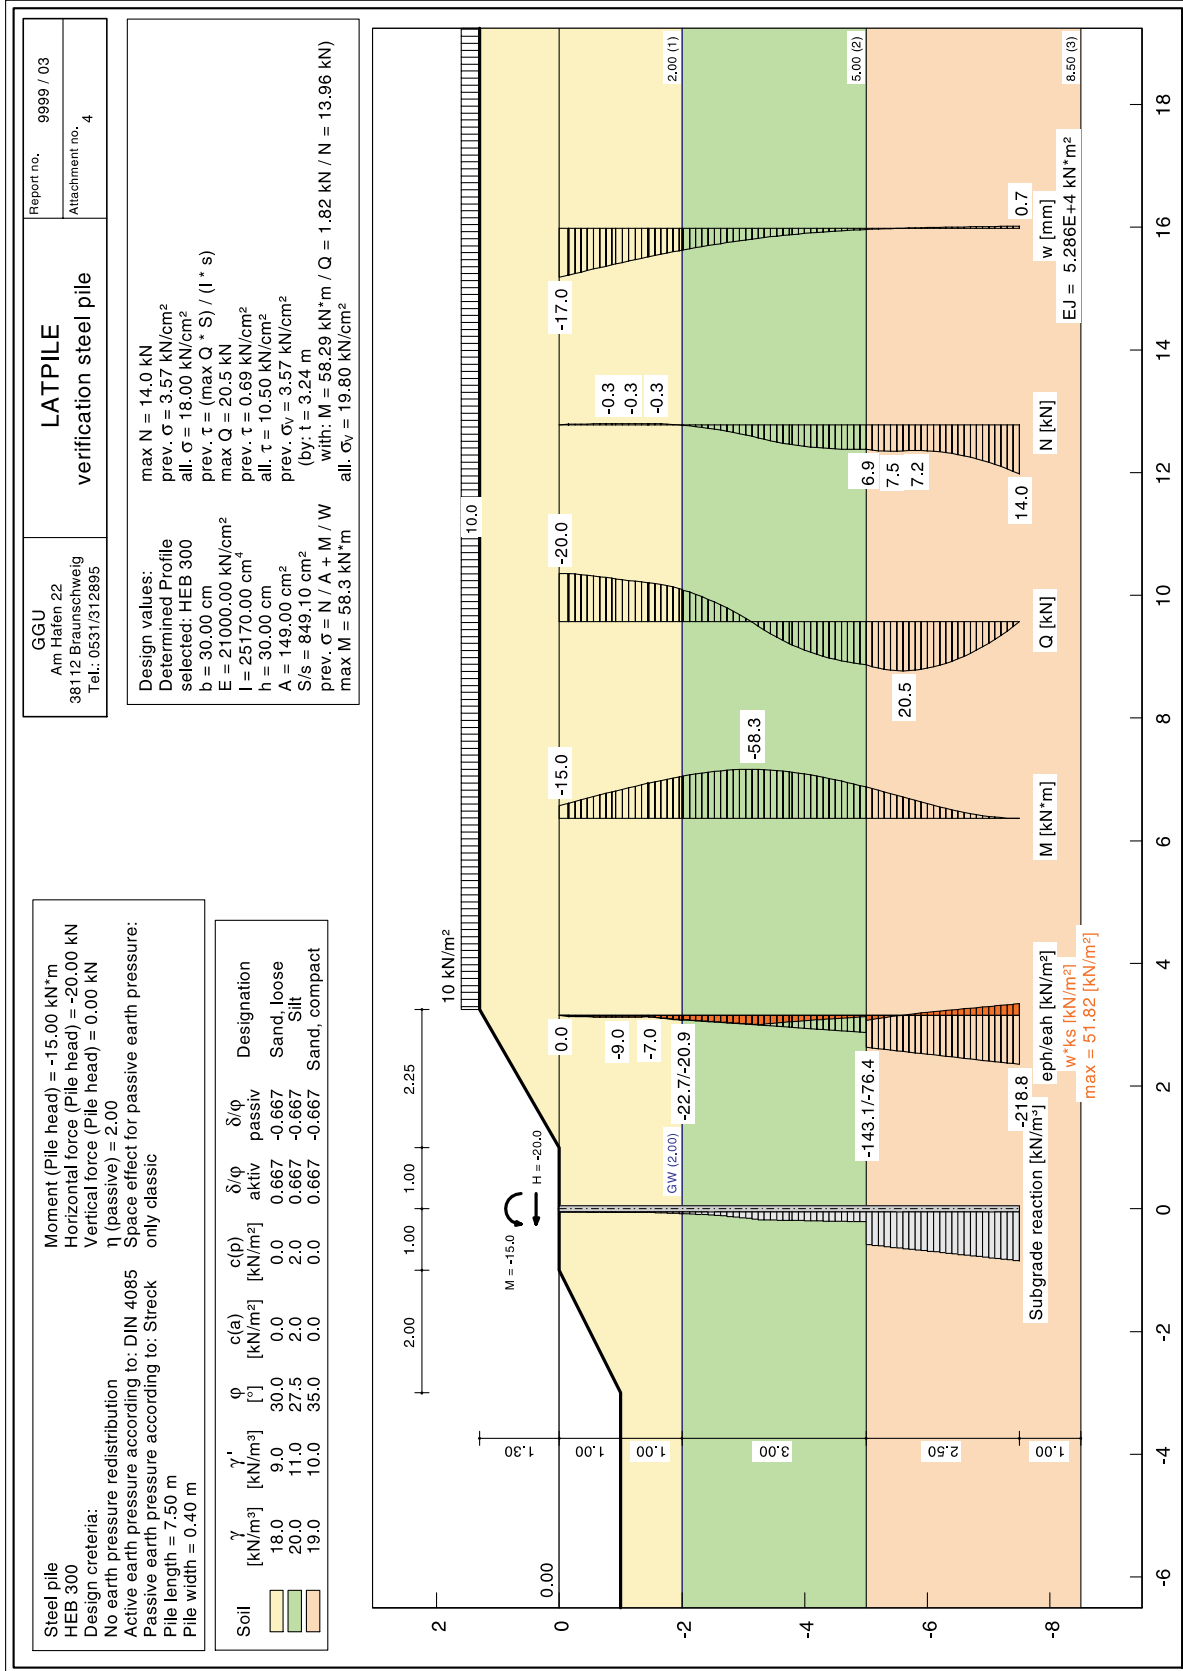 Steel pile
HEB 300
Design creteria:
No earth pressure redistribution
Active earth pressure according to: DIN 4085
Passive earth pressure according to: Streck
Pile length = 7.50 m
Pile width = 0.40 m
Moment (Pile head) = -15.00 kN*m
Horizontal force (Pile head) = -20.00 kN
Vertical force (Pile head) = 0.00 kN
η (passive) = 2.00
Space effect for passive earth pressure:
only classic
GGU
Am Hafen 22
38112 Braunschweig
Tel.: 0531/312895
LATPILE
verification steel pile
Report no.
9999 / 03
Attachment no.
4
Soil γ γ' φ c(a) c(p) δ/φ δ/φ Designation
[kN/m³] [kN/m³] [°] [kN/m²] [kN/m²] aktiv passiv
18.0 9.0 30.0 0.0 0.0 0.667 -0.667 Sand, loose
20.0 11.0 27.5 2.0 2.0 0.667 -0.667 Silt
19.0 10.0 35.0 0.0 0.0 0.667 -0.667 Sand, compact
Design values:
Determined Profile
selected: HEB 300
b = 30.00 cm
E = 21000.00 kN/cm²
I = 25170.00 cm⁴
h = 30.00 cm
A = 149.00 cm²
S/s = 849.10 cm²
prev. σ = N / A + M / W
max M = 58.3 kN*m
max N = 14.0 kN
prev. σ = 3.57 kN/cm²
all. σ = 18.00 kN/cm²
prev. τ = (max Q * S) / (I * s)
max Q = 20.5 kN
prev. τ = 0.69 kN/cm²
all. τ = 10.50 kN/cm²
prev. σV = 3.57 kN/cm²
(by: t = 3.24 m
with: M = 58.29 kN*m / Q = 1.82 kN / N = 13.96 kN)
all. σV = 19.80 kN/cm²
2.00
1.00
1.00
2.25
10 kN/m²
10.0
0.00
M = -15.0
H = -20.0
1.30
1.00
1.00
3.00
2.50
1.00
GW (2.00)
2.00 (1)
5.00 (2)
8.50 (3)
0.0
-9.0
-7.0
-22.7/-20.9
-143.1/-76.4
-218.8
Subgrade reaction [kN/m³]
eph/eah [kN/m²]
w*ks [kN/m²]
max = 51.82 [kN/m²]
-15.0
-58.3
M [kN*m]
-20.0
20.5
Q [kN]
-0.3
-0.3
-0.3
6.9
7.5
7.2
14.0
N [kN]
-17.0
0.7
w [mm]
EJ = 5.286E+4 kN*m²
2
0
-2
-4
-6
-8
-6
-4
-2
0
2
4
6
8
10
12
14
16
18